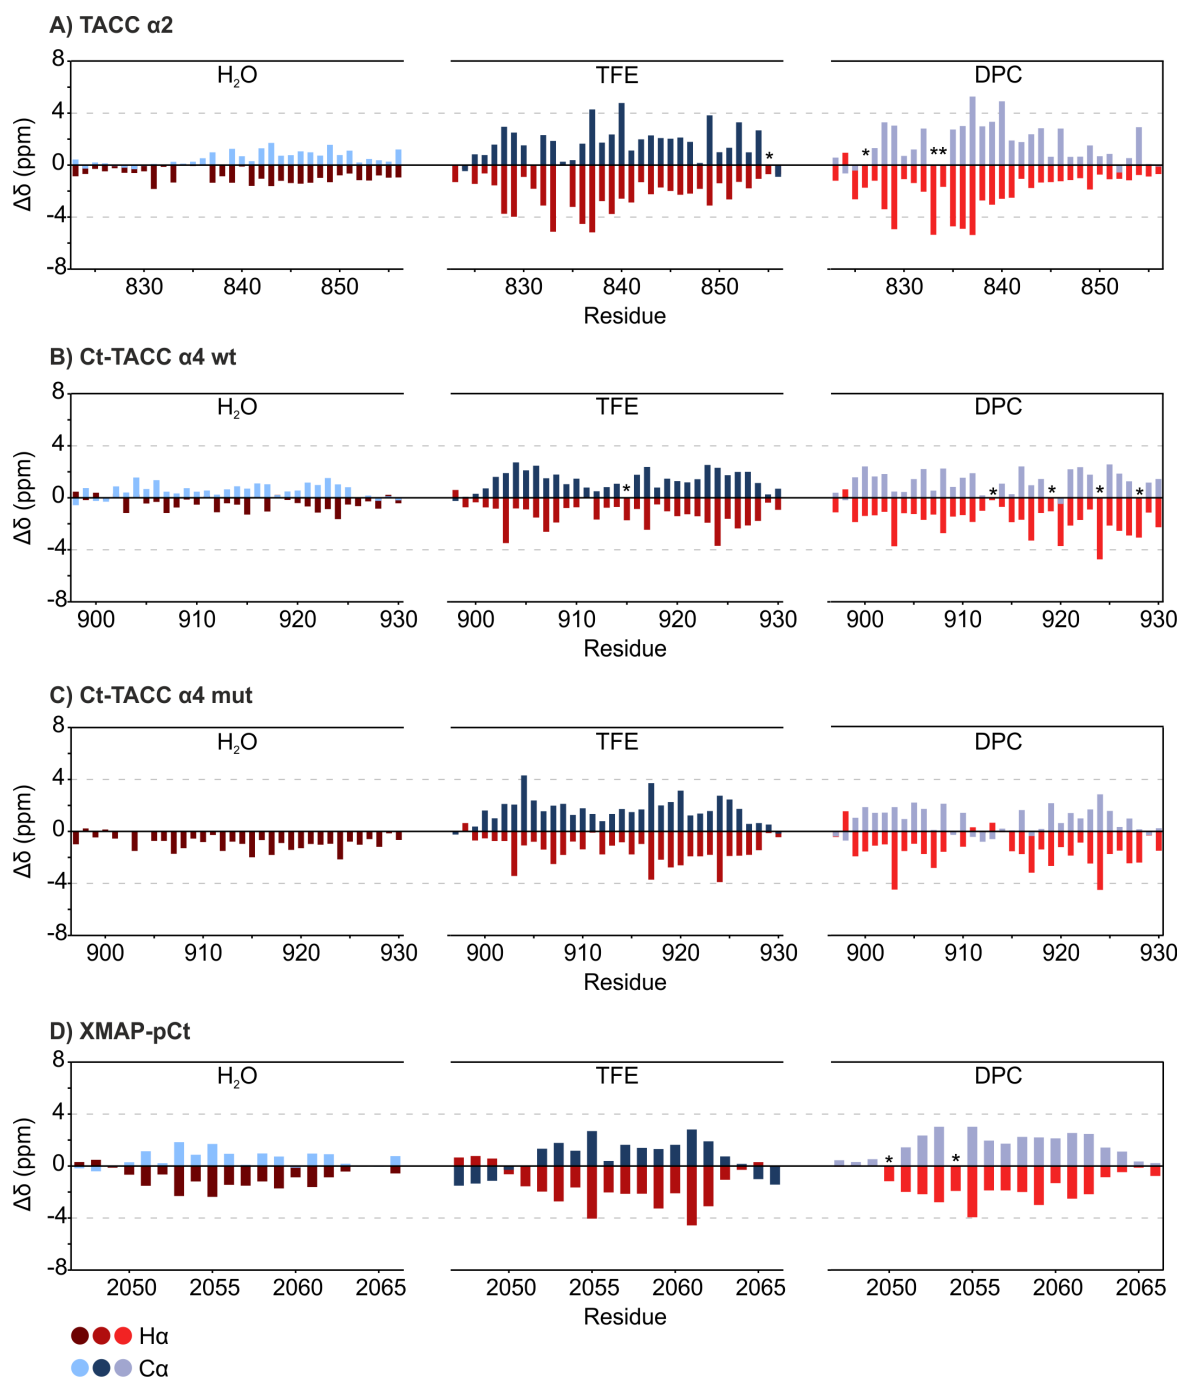 A) TACC α2
H2O TFE DPC
8
4
0
-4
-8
Δδ (ppm)
* * **
830 840 850 830 840 850 830 840 850
Residue
B) Ct-TACC α4 wt
H2O TFE DPC
8
4
0
-4
-8
Δδ (ppm)
* * * * *
900 910 920 930 900 910 920 930 900 910 920 930
Residue
C) Ct-TACC α4 mut
H2O TFE DPC
8
4
0
-4
-8
Δδ (ppm)
900 910 920 930 900 910 920 930 900 910 920 930
Residue
D) XMAP-pCt
H2O TFE DPC
8
4
0
-4
-8
Δδ (ppm)
* *
2050 2055 2060 2065 2050 2055 2060 2065 2050 2055 2060 2065
Residue
Hα
Cα